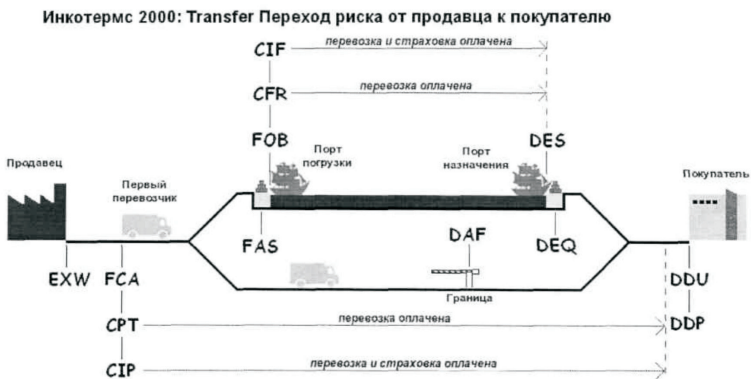 Инкотермс 2000: Transfer Переход риска от продавца к покупателю
CIF
перевозка и страховка оплачена
CFR
перевозка оплачена
FOB
Порт
погрузки
Порт
назначения
DES
Продавец
Первый
перевозчик
Покупатель
FAS
DAF
DEQ
EXW
FCA
Граница
DDU
CPT
перевозка оплачена
DDP
CIP
перевозка и страховка оплачена